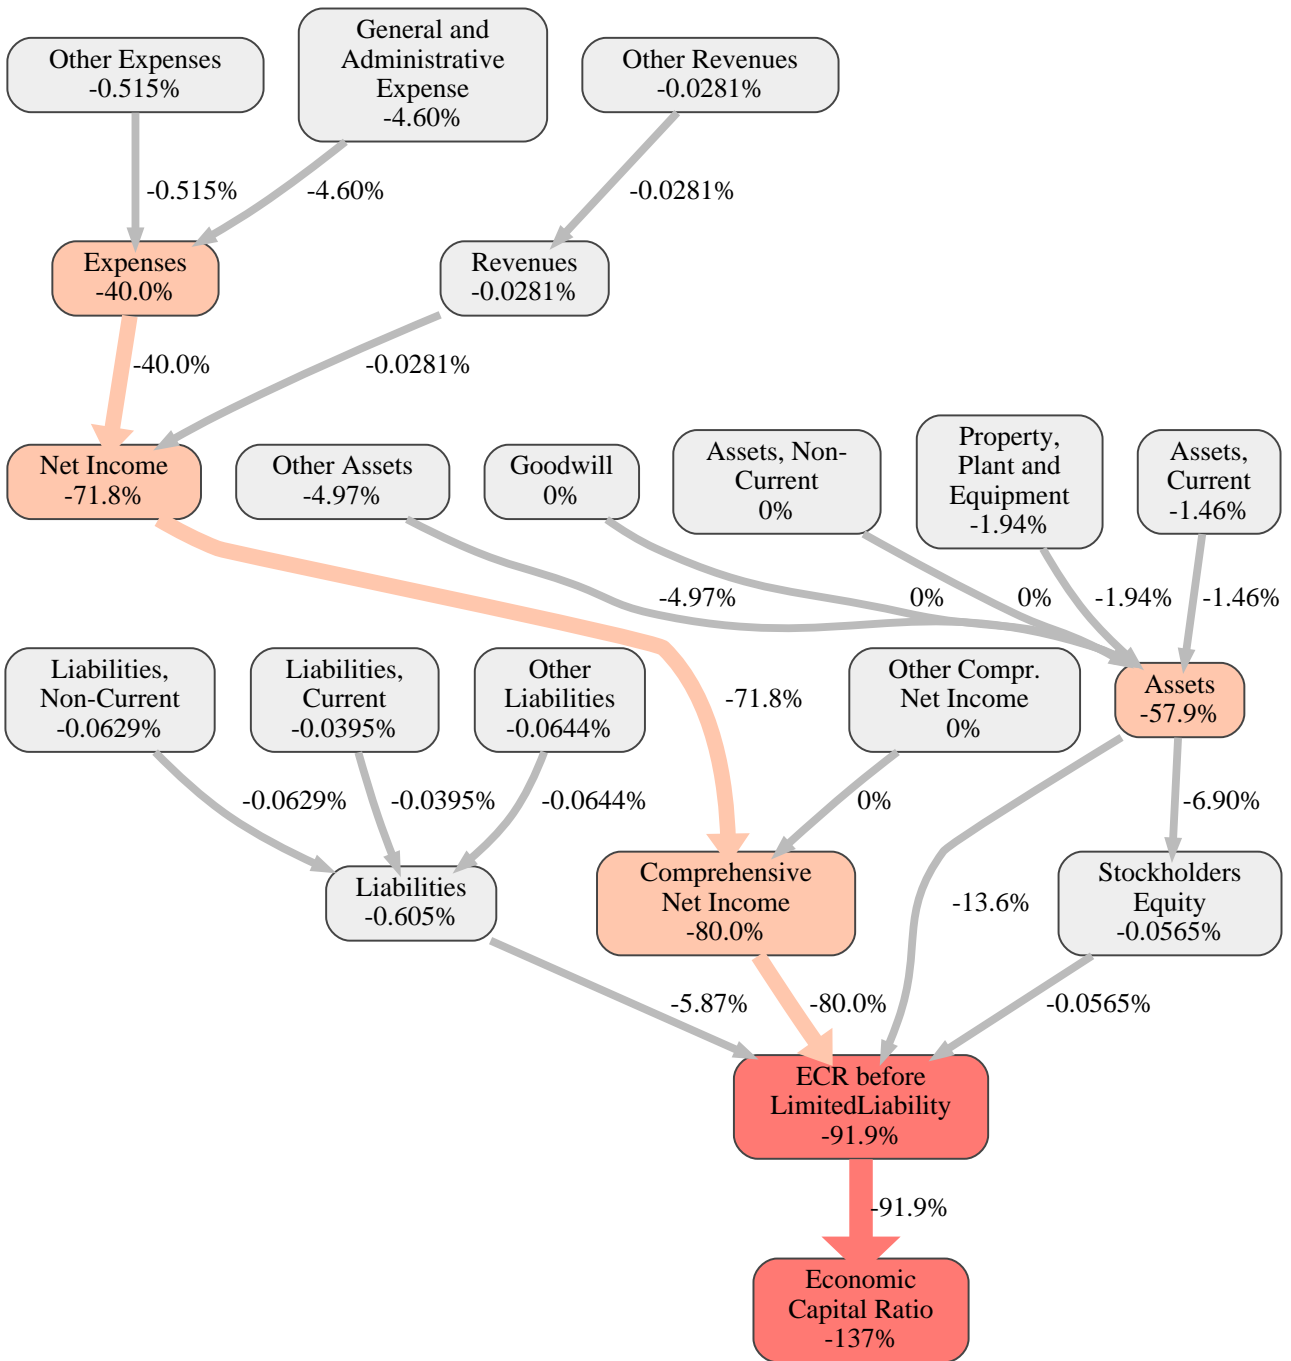 Other Expenses
-0.515%
General and
Administrative
Expense
-4.60%
Other Revenues
-0.0281%
-0.515%
-4.60%
-0.0281%
Expenses
-40.0%
Revenues
-0.0281%
-40.0%
-0.0281%
Net Income
-71.8%
Other Assets
-4.97%
Goodwill
0%
Assets, Non-
Current
0%
Property,
Plant and
Equipment
-1.94%
Assets,
Current
-1.46%
-4.97%
0%
0%
-1.94%
-1.46%
Liabilities,
Non-Current
-0.0629%
Liabilities,
Current
-0.0395%
Other
Liabilities
-0.0644%
-71.8%
Other Compr.
Net Income
0%
Assets
-57.9%
-0.0629%
-0.0395%
-0.0644%
0%
-6.90%
Liabilities
-0.605%
Comprehensive
Net Income
-80.0%
-13.6%
Stockholders
Equity
-0.0565%
-5.87%
-80.0%
-0.0565%
ECR before
LimitedLiability
-91.9%
-91.9%
Economic
Capital Ratio
-137%